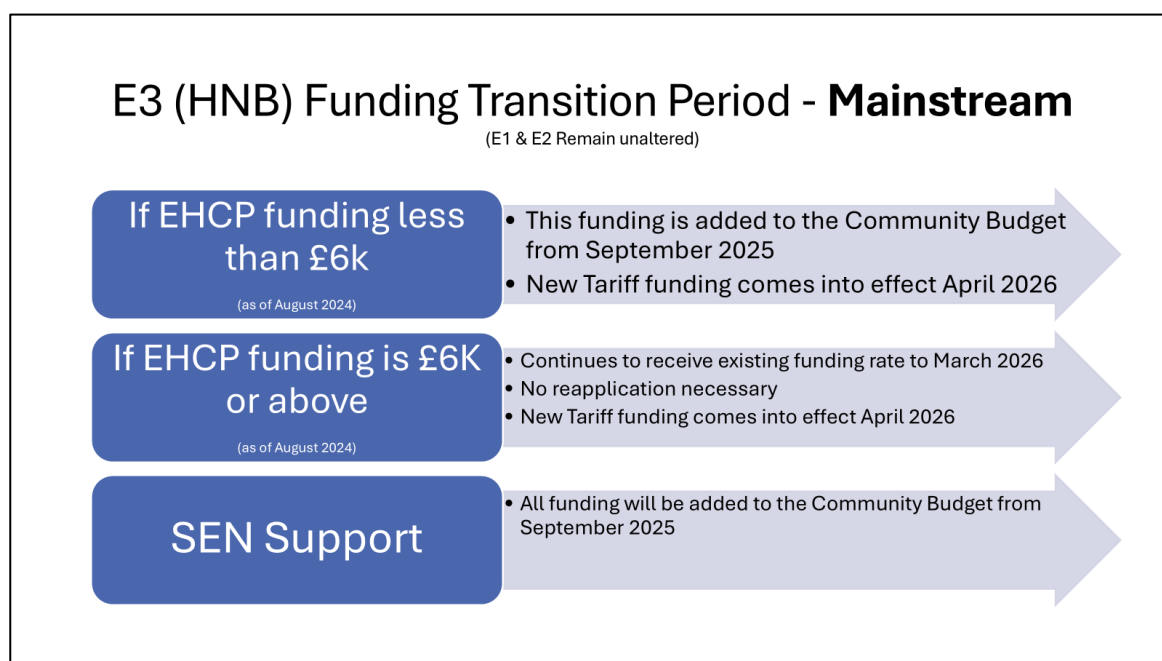 E3 (HNB) Funding Transition Period - Mainstream
(E1 & E2 Remain unaltered)
If EHCP funding less
than £6k
(as of August 2024)
• This funding is added to the Community Budget
from September 2025
• New Tariff funding comes into effect April 2026
If EHCP funding is £6K
or above
(as of August 2024)
• Continues to receive existing funding rate to March 2026
• No reapplication necessary
• New Tariff funding comes into effect April 2026
SEN Support
• All funding will be added to the Community Budget from
September 2025